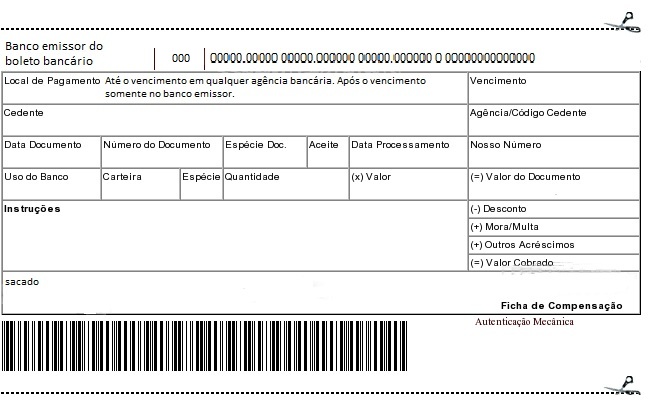 Banco emissor do
boleto bancário
000
00000.00000 00000.000000 00000.000000 0 00000000000000
Local de Pagamento Até o vencimento em qualquer agência bancária. Após o vencimento
somente no banco emissor.
Vencimento
Cedente
Agência/Código Cedente
Data Documento
Número do Documento
Espécie Doc.
Aceite
Data Processamento
Nosso Número
Uso do Banco
Carteira
Espécie
Quantidade
(x) Valor
(=) Valor do Documento
Instruções
(-) Desconto
(+) Mora/Multa
(+) Outros Acréscimos
(=) Valor Cobrado
sacado
Ficha de Compensação
Autenticação Mecânica